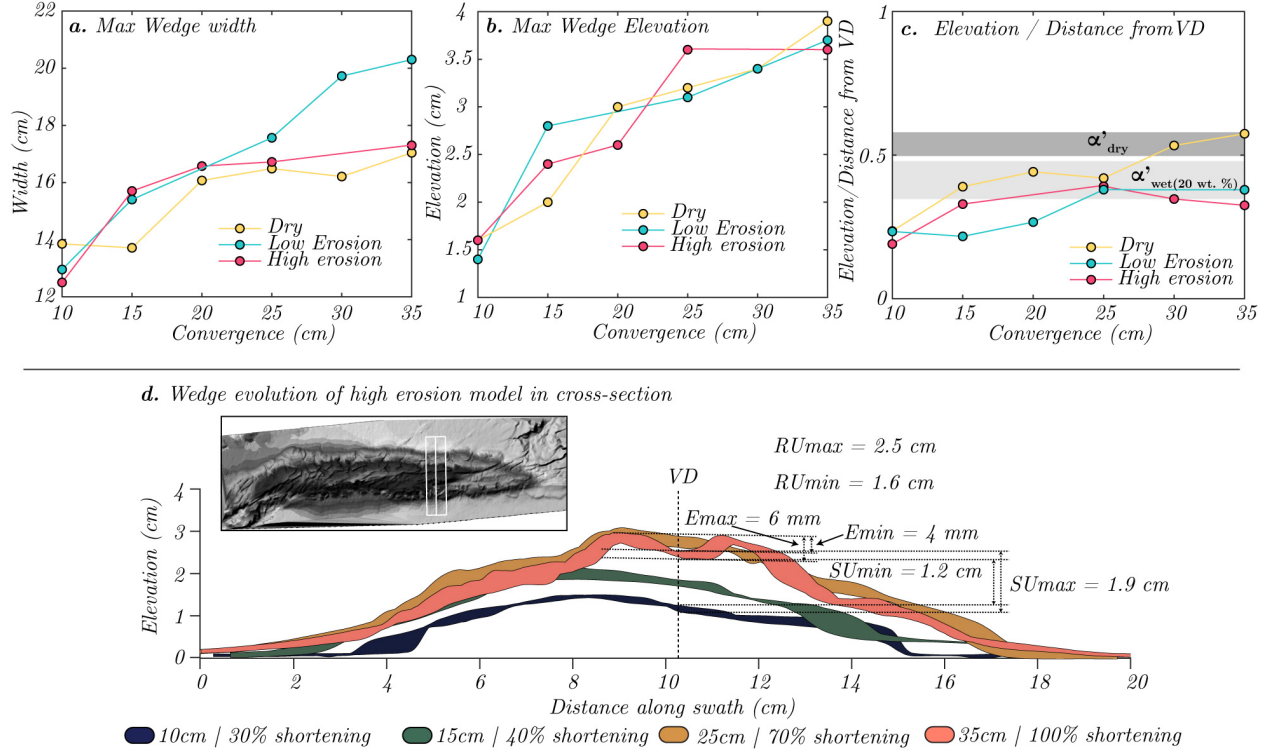 a. Max Wedge width
22
20
18
16
14
12
Width (cm)
Dry
Low Erosion
High erosion
10 15 20 25 30 35
Convergence (cm)
b. Max Wedge Elevation
4
3.5
3
2.5
2
1.5
1
Elevation (cm)
Dry
Low Erosion
High erosion
10 15 20 25 30 35
Convergence (cm)
c. Elevation / Distance from VD
1
0.5
0
Elevation/Distance from VD
α'dry
α'wet(20 wt. %)
Dry
Low Erosion
High erosion
10 15 20 25 30 35
Convergence (cm)
d. Wedge evolution of high erosion model in cross-section
RUmax = 2.5 cm
RUmin = 1.6 cm
VD
Emax = 6 mm
Emin = 4 mm
SUmin = 1.2 cm
SUmax = 1.9 cm
4
3
2
1
0
Elevation (cm)
0 2 4 6 8 10 12 14 16 18 20
Distance along swath (cm)
10cm | 30% shortening 15cm | 40% shortening 25cm | 70% shortening 35cm | 100% shortening